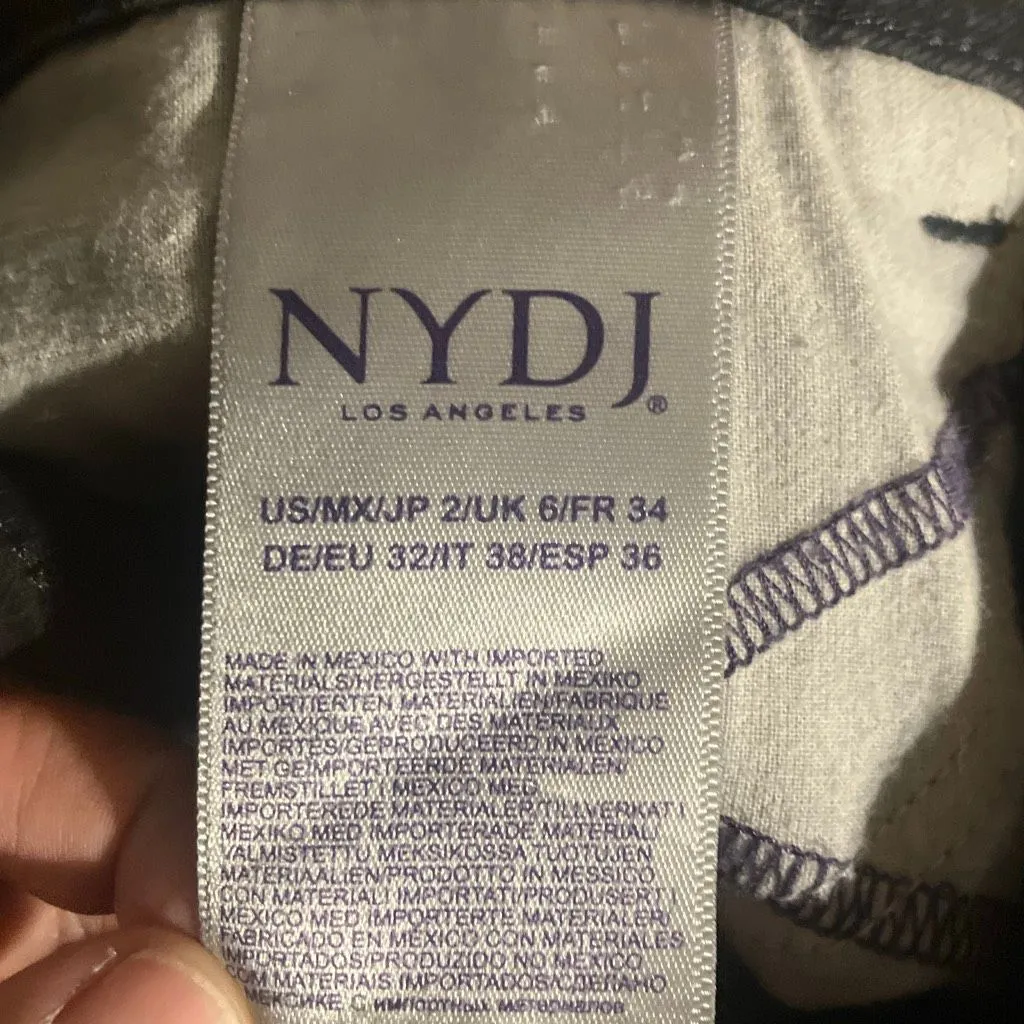 NYDJ®
LOS ANGELES
US/MX/JP 2/UK 6/FR 34
DE/EU 32/IT 38/ESP 36
MADE IN MEXICO WITH IMPORTED
MATERIALS/HERGESTELLT IN MEXIKO
IMPORTIERTEN MATERIALIEN/FABRIQUÉ
AU MEXIQUE AVEC DES MATERIAUX
IMPORTES/GEPRODUCEERD IN MEXICO
MET GEÏMPORTEERDE MATERIALEN/
FREMSTILLET I MEXICO MED
IMPORTEREDE MATERIALER/TILLVERKAT I
MEXIKO MED IMPORTERADE MATERIAL/
VALMISTETTU MEKSIKOSSA TUOTUJEN
MATERIAALIEN/PRODOTTO IN MESSICO
CON MATERIALI IMPORTATI/PRODUSERT
MEXICO MED IMPORTERTE MATERIALER/
FABRICADO EN MEXICO CON MATERIALES
IMPORTADOS/PRODUZIDO NO MEXICO
COM MATERIAIS IMPORTADOS/СДЕЛАНО
МЕКСИКЕ С